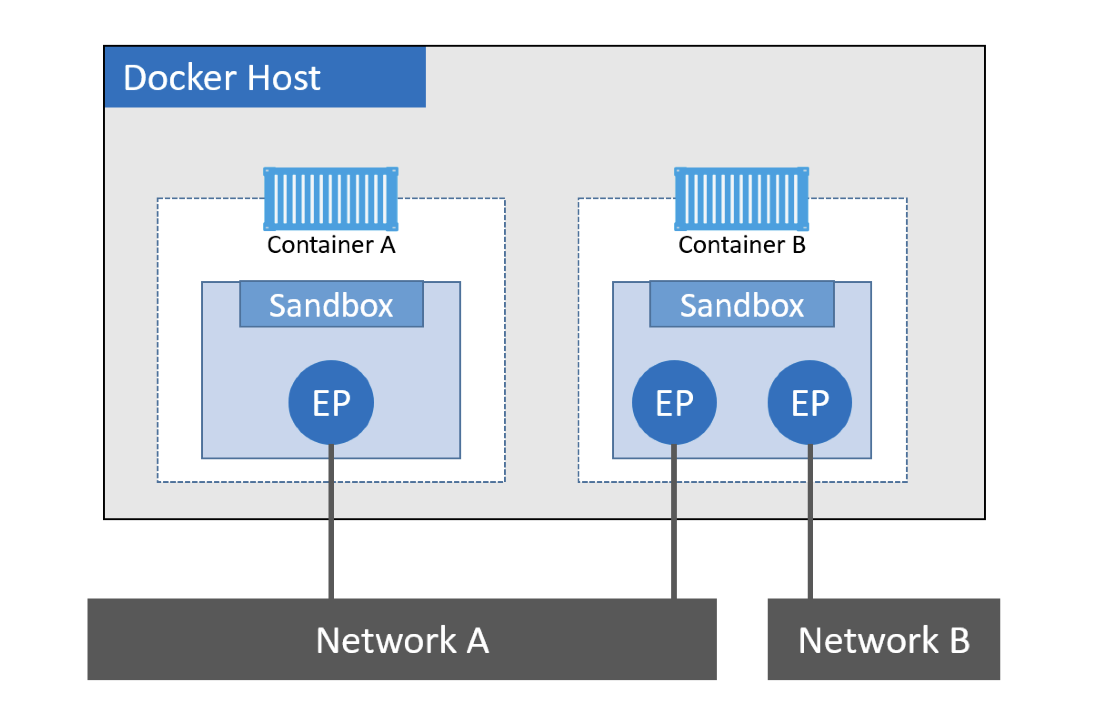 Docker Host
Container A
Container B
Sandbox
Sandbox
EP
EP
EP
Network A
Network B